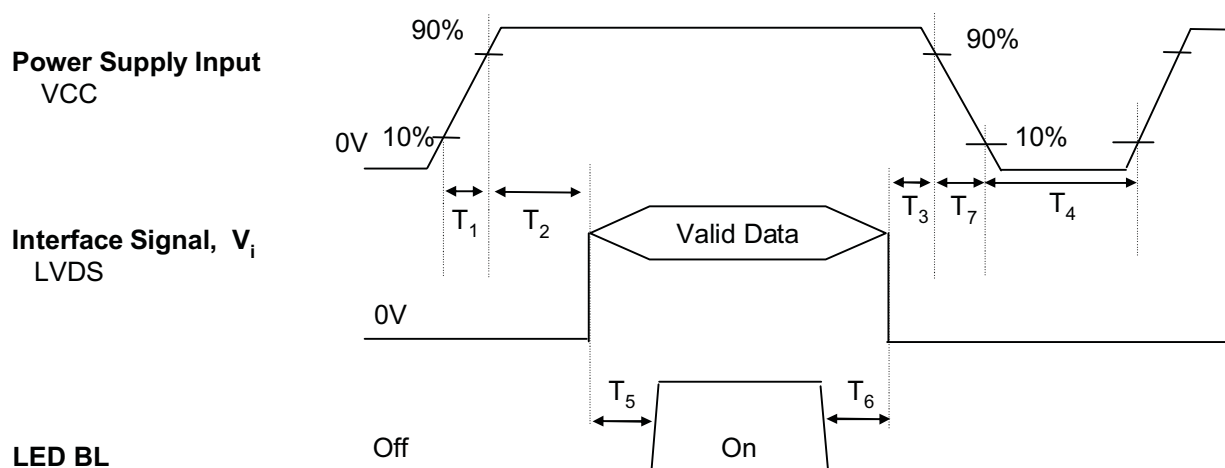 90%
90%
Power Supply Input
VCC
0V 10%
10%
T1
T2
T3
T7
T4
Interface Signal, Vi
LVDS
Valid Data
0V
T5
T6
LED BL
Off
On